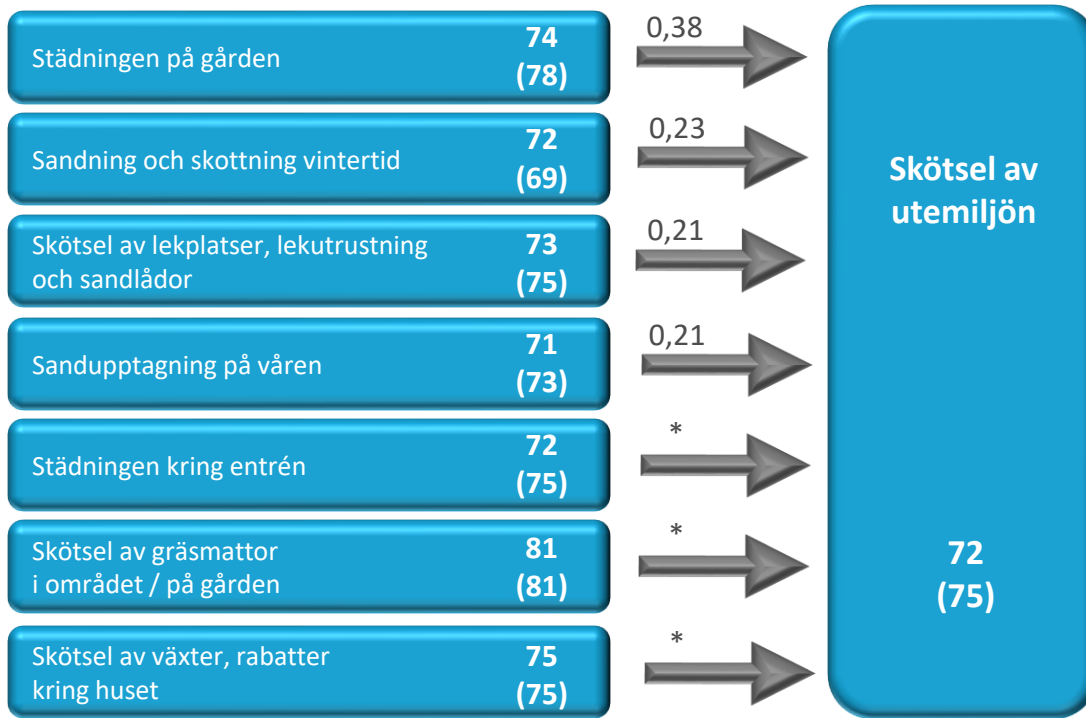 Städningen på gården
74
(78)
0,38
Sandning och skottning vintertid
72
(69)
0,23
Skötsel av lekplatser, lekutrustning
och sandlådor
73
(75)
0,21
Sandupptagning på våren
71
(73)
0,21
Städningen kring entrén
72
(75)
*
Skötsel av gräsmattor
i området / på gården
81
(81)
*
Skötsel av växter, rabatter
kring huset
75
(75)
*
Skötsel av
utemiljön
72
(75)